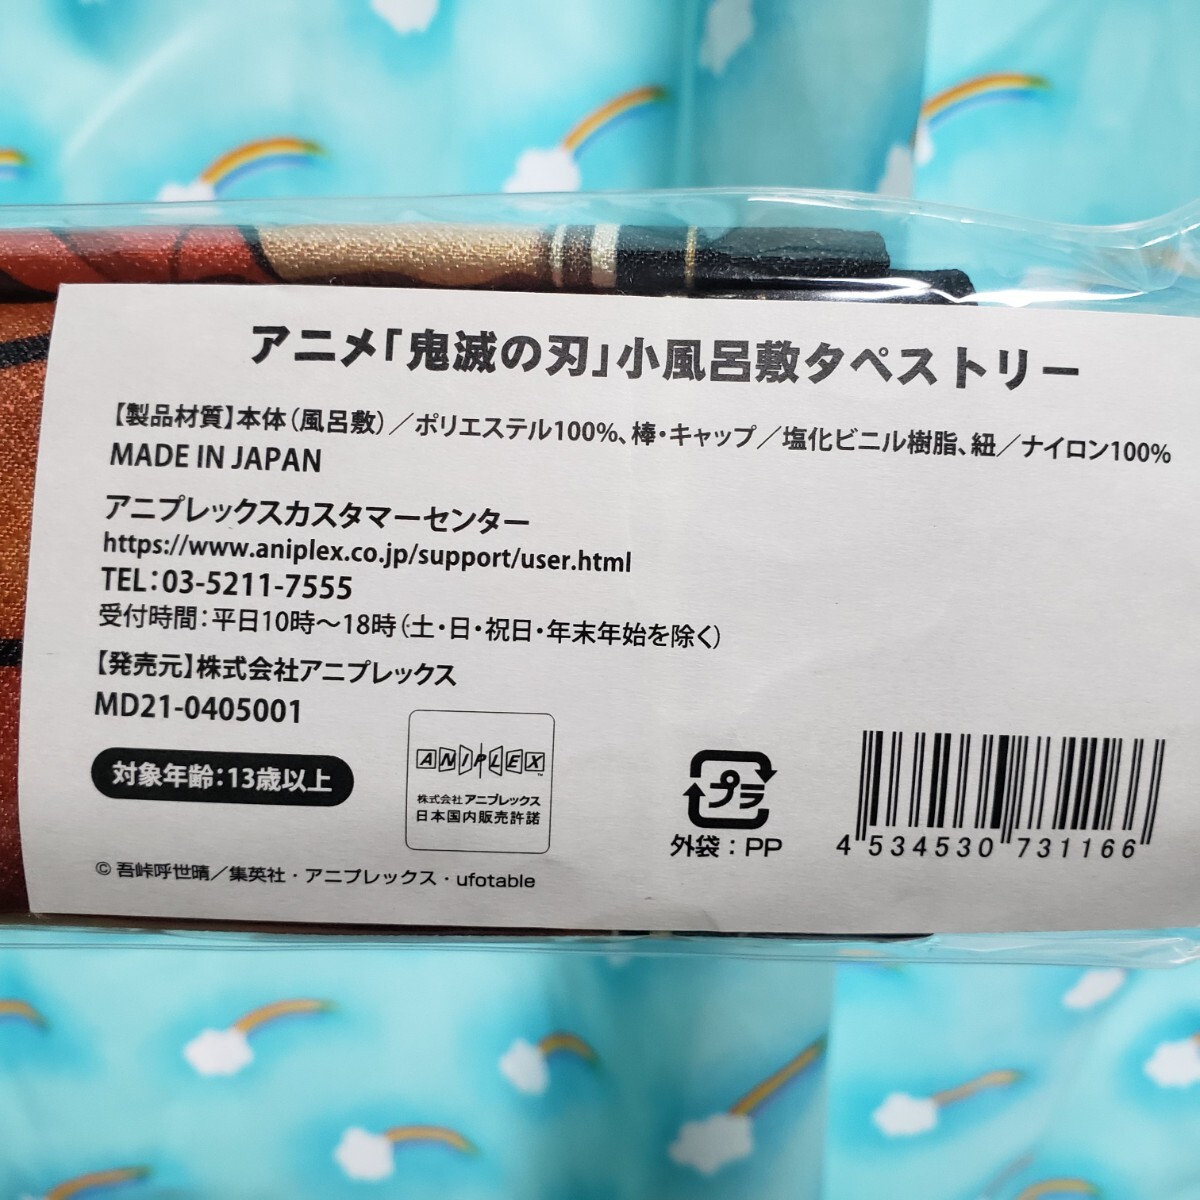 アニメ「鬼滅の刃」小風呂敷タペストリー
【製品材質】本体（風呂敷）／ポリエステル100%、棒・キャップ／塩化ビニル樹脂、紐／ナイロン100%
MADE IN JAPAN
アニプレックスカスタマーセンター
https://www.aniplex.co.jp/support/user.html
TEL：03-5211-7555
受付時間：平日10時～18時（土・日・祝日・年末年始を除く）
【発売元】株式会社アニプレックス
MD21-0405001
対象年齢：13歳以上
ANIPLEX™
株式会社 アニプレックス
日本国内販売許諾
プラ
外袋：PP
4 534530 731166
© 吾峠呼世晴／集英社・アニプレックス・ufotable